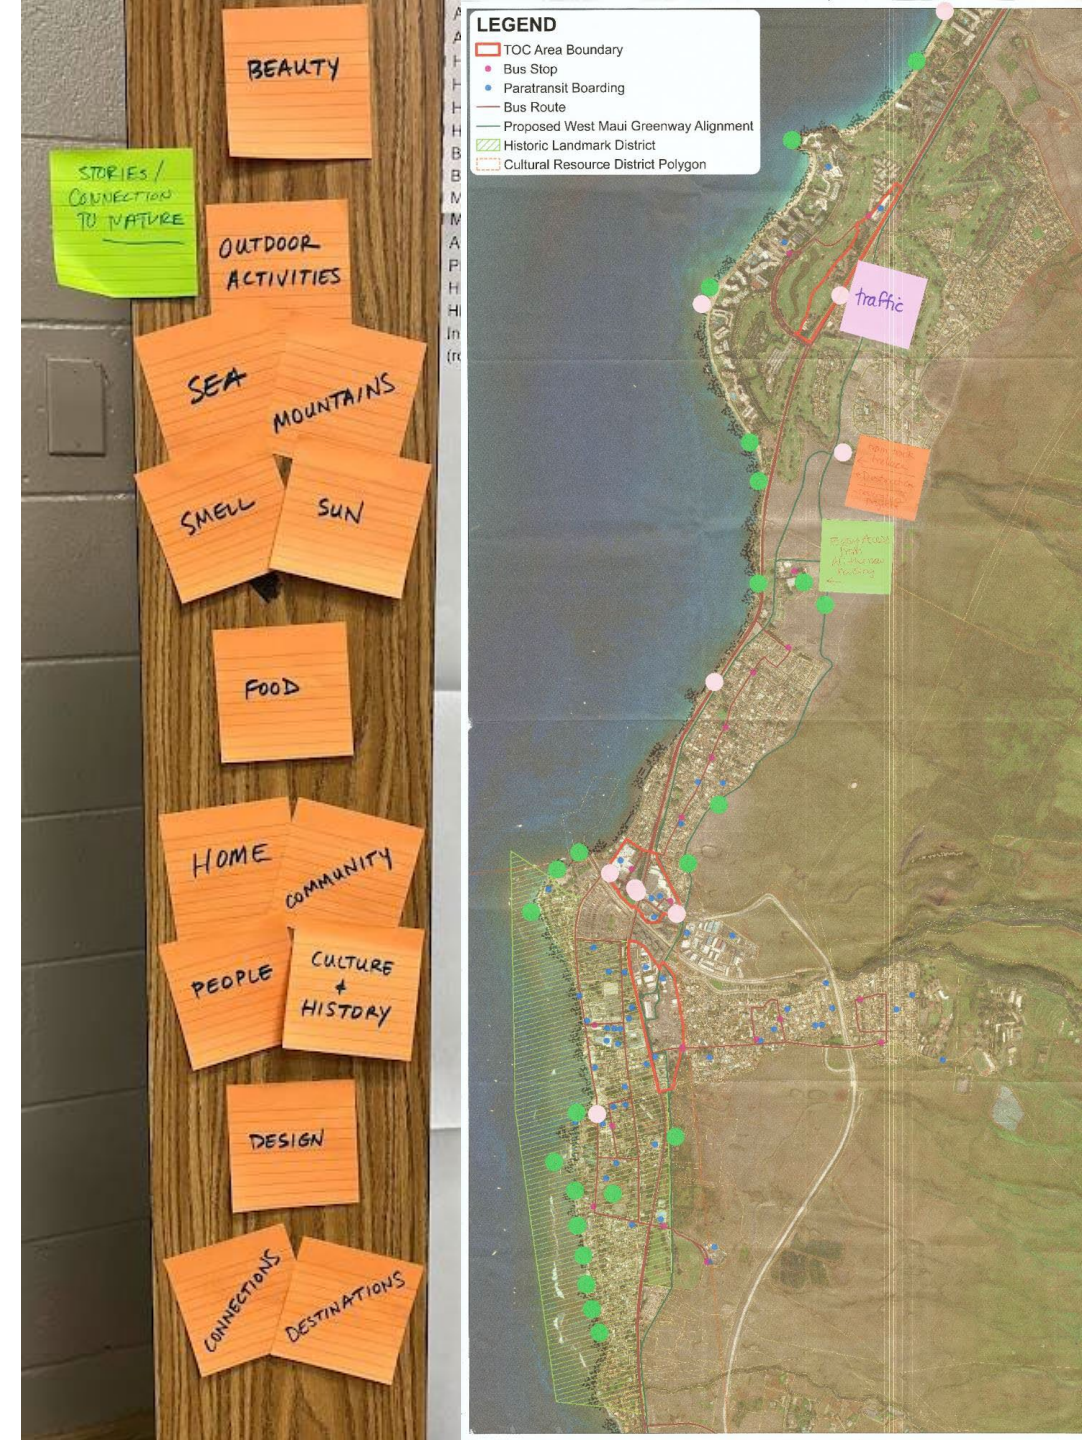 BEAUTY
STORIES/
CONNECTION
TO NATURE
OUTDOOR
ACTIVITIES
SEA
MOUNTAINS
SMELL
SUN
FOOD
HOME
COMMUNITY
PEOPLE
CULTURE
+
HISTORY
DESIGN
CONNECTIONS
DESTINATIONS
LEGEND
TOC Area Boundary
Bus Stop
Paratransit Boarding
Bus Route
Proposed West Maui Greenway Alignment
Historic Landmark District
Cultural Resource District Polygon
traffic